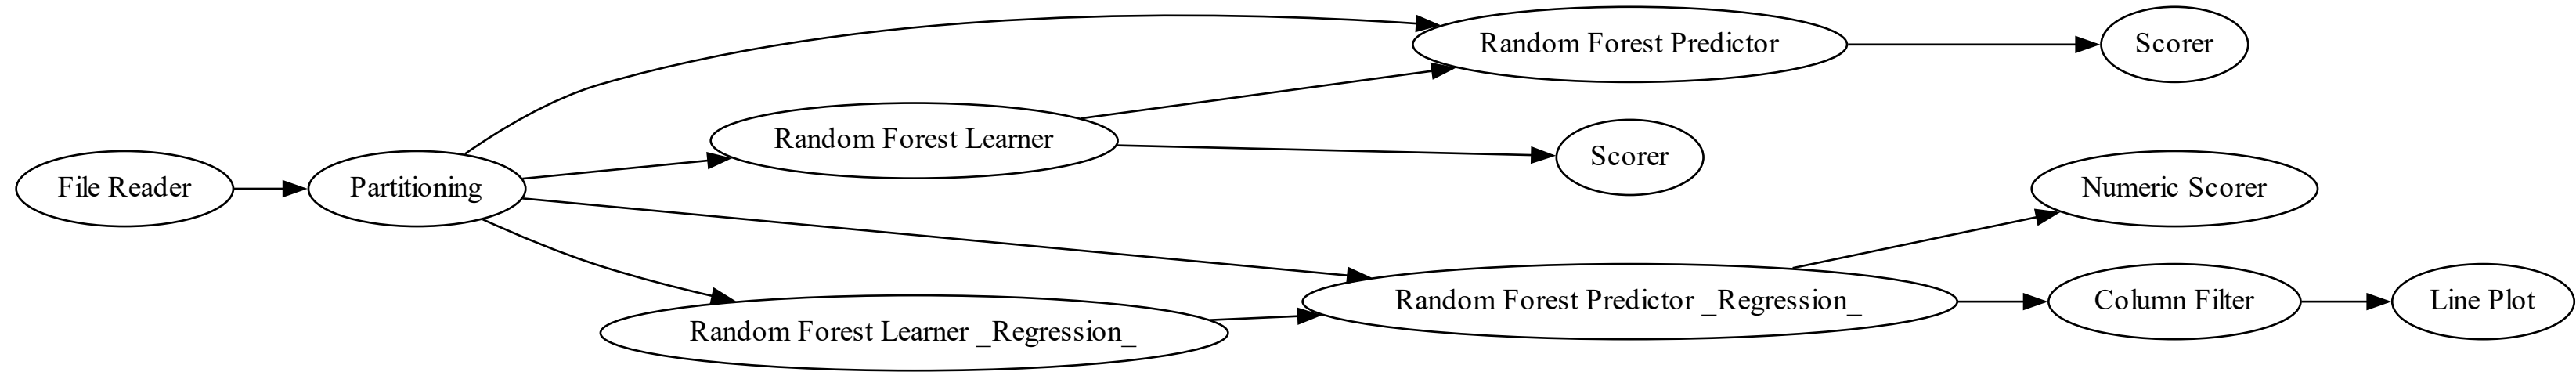 File Reader
Partitioning
Random Forest Learner
Random Forest Learner _Regression_
Random Forest Predictor
Scorer
Random Forest Predictor _Regression_
Scorer
Numeric Scorer
Column Filter
Line Plot